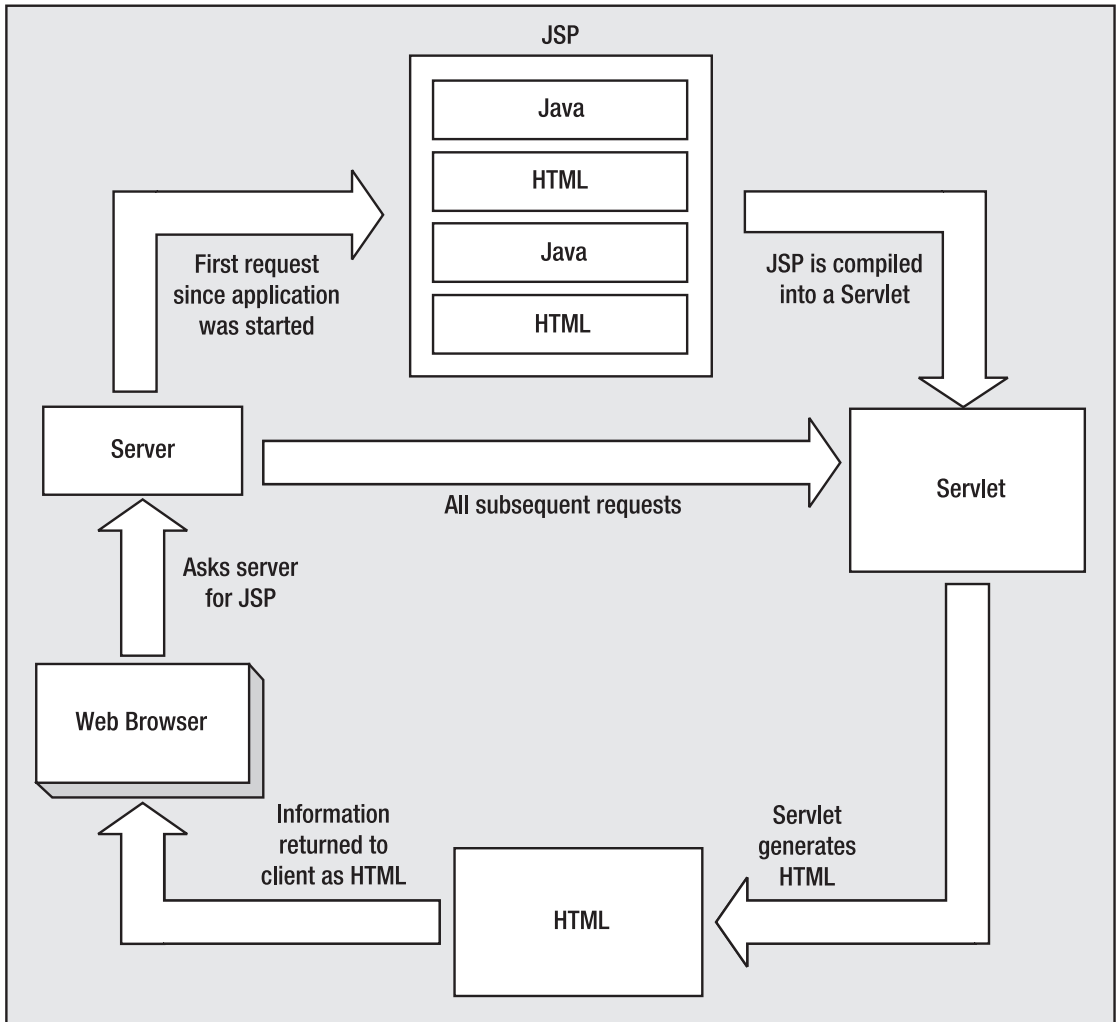 JSP
Java
HTML
Java
HTML
First request
since application
was started
JSP is compiled
into a Servlet
Server
All subsequent requests
Servlet
Asks server
for JSP
Web Browser
Information
returned to
client as HTML
Servlet
generates
HTML
HTML